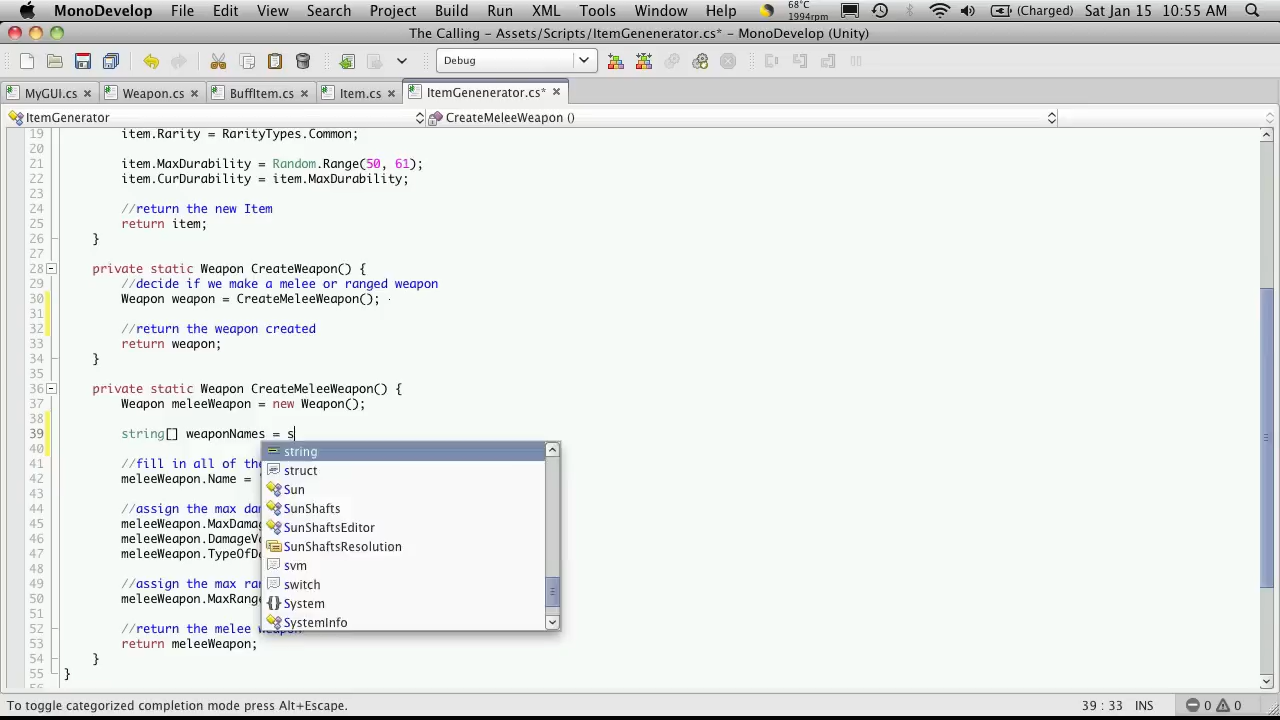 MonoDevelop File Edit View Search Project Build Run XML Tools Window Help 68°C 1994rpm (Charged) Sat Jan 15 10:55 AM
The Calling - Assets/Scripts/ItemGenenerator.cs* - MonoDevelop (Unity)
Debug
MyGUI.cs Weapon.cs BuffItem.cs Item.cs ItemGenenerator.cs*
ItemGenerator CreateMeleeWeapon ()
19 item.Rarity = RarityTypes.Common;
20
21 item.MaxDurability = Random.Range(50, 61);
22 item.CurDurability = item.MaxDurability;
23
24 //return the new Item
25 return item;
26 }
27
28 private static Weapon CreateWeapon() {
29 //decide if we make a melee or ranged weapon
30 Weapon weapon = CreateMeleeWeapon();
31
32 //return the weapon created
33 return weapon;
34 }
35
36 private static Weapon CreateMeleeWeapon() {
37 Weapon meleeWeapon = new Weapon();
38
39 string[] weaponNames = s
40
string
struct
Sun
SunShafts
SunShaftsEditor
SunShaftsResolution
svm
switch
System
SystemInfo
41 //fill in all of the
42 meleeWeapon.Name =
43
44 //assign the max da
45 meleeWeapon.MaxDamag
46 meleeWeapon.DamageVa
47 meleeWeapon.TypeOfDa
48
49 //assign the max ra
50 meleeWeapon.MaxRange
51
52 //return the melee weapon
53 return meleeWeapon;
54 }
55 }
To toggle categorized completion mode press Alt+Escape. 39 : 33 INS 0 0